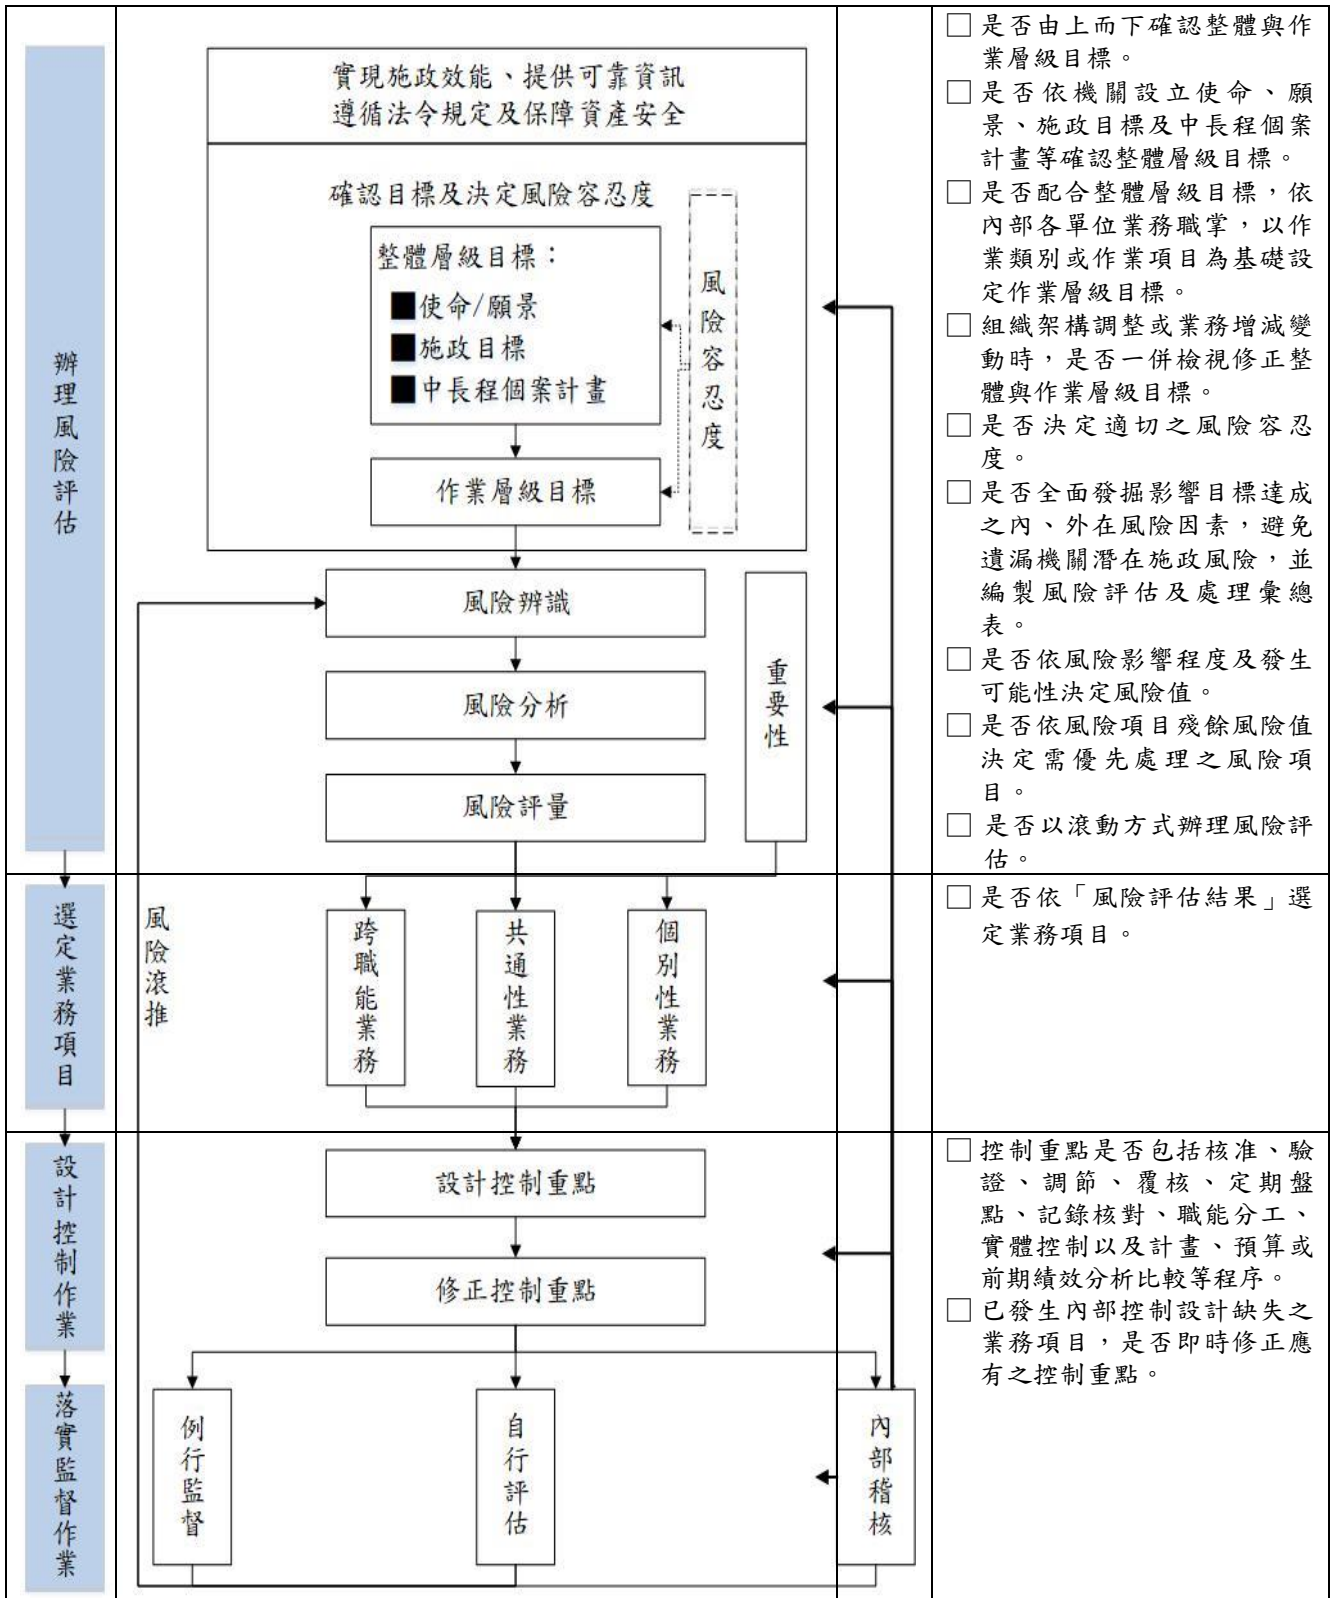 辦理風險評估
實現施政效能、提供可靠資訊
遵循法令規定及保障資產安全
確認目標及決定風險容忍度
整體層級目標：
■使命/願景
■施政目標
■中長程個案計畫
風險容忍度
作業層級目標
風險辨識
風險分析
風險評量
重要性
□是否由上而下確認整體與作
業層級目標。
□是否依機關設立使命、願
景、施政目標及中長程個案
計畫等確認整體層級目標。
□是否配合整體層級目標，依
內部各單位業務職掌，以作
業類別或作業項目為基礎設
定作業層級目標。
□組織架構調整或業務增減變
動時，是否一併檢視修正整
體與作業層級目標。
□是否決定適切之風險容忍
度。
□是否全面發掘影響目標達成
之內、外在風險因素，避免
遺漏機關潛在施政風險，並
編製風險評估及處理彙總
表。
□是否依風險影響程度及發生
可能性決定風險值。
□是否依風險項目殘餘風險值
決定需優先處理之風險項
目。
□是否以滾動方式辦理風險評
估。
選定業務項目
風險滾推
跨職能業務
共通性業務
個別性業務
□是否依「風險評估結果」選
定業務項目。
設計控制作業
設計控制重點
修正控制重點
□控制重點是否包括核准、驗
證、調節、覆核、定期盤
點、記錄核對、職能分工、
實體控制以及計畫、預算或
前期績效分析比較等程序。
□已發生內部控制設計缺失之
業務項目，是否即時修正應
有之控制重點。
落實監督作業
例行監督
自行評估
內部稽核